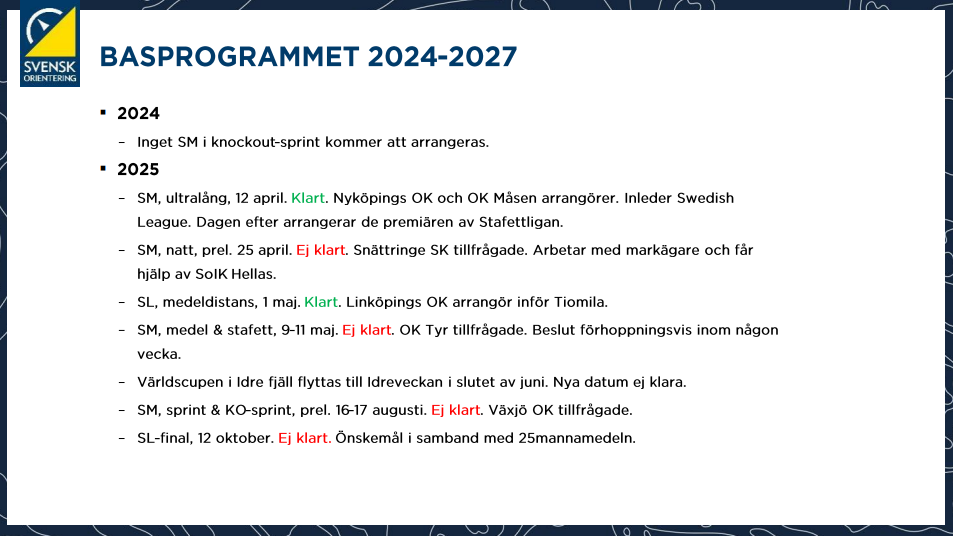 SVENSK
ORIENTERING
BASPROGRAMMET 2024-2027
▪ 2024
– Inget SM i knockout-sprint kommer att arrangeras.
▪ 2025
– SM, ultralång, 12 april. Klart. Nyköpings OK och OK Måsen arrangörer. Inleder Swedish
League. Dagen efter arrangerar de premiären av Stafettligan.
– SM, natt, prel. 25 april. Ej klart. Snättringe SK tillfrågade. Arbetar med markägare och får
hjälp av SoIK Hellas.
– SL, medeldistans, 1 maj. Klart. Linköpings OK arrangör inför Tiomila.
– SM, medel & stafett, 9-11 maj. Ej klart. OK Tyr tillfrågade. Beslut förhoppningsvis inom någon
vecka.
– Världscupen i Idre fjäll flyttas till Idreveckan i slutet av juni. Nya datum ej klara.
– SM, sprint & KO-sprint, prel. 16-17 augusti. Ej klart. Växjö OK tillfrågade.
– SL-final, 12 oktober. Ej klart. Önskemål i samband med 25mannamedeln.